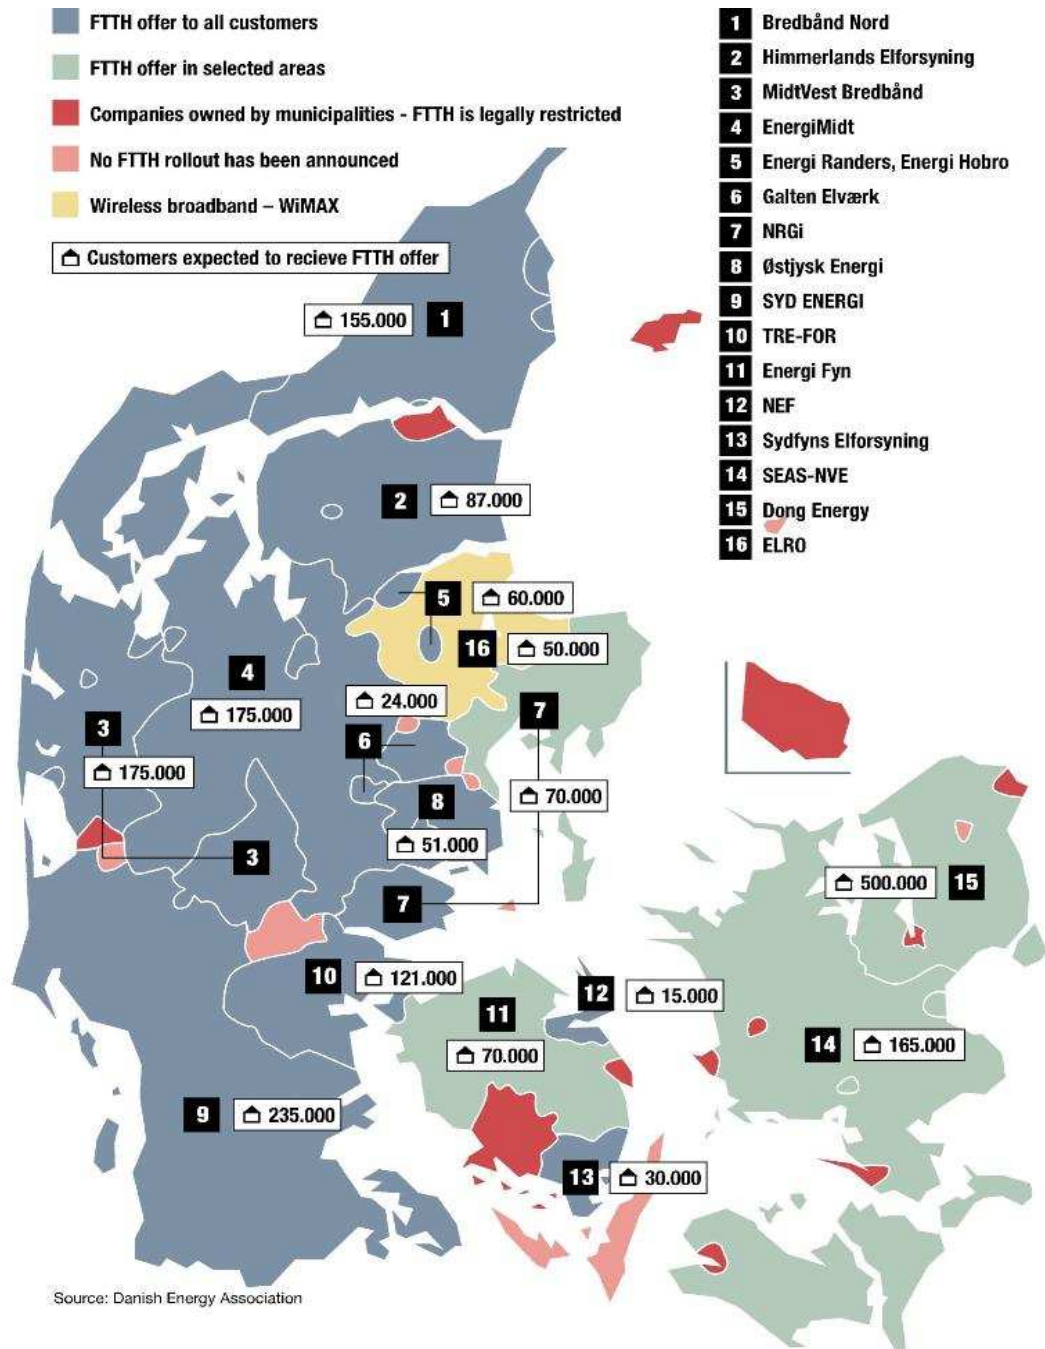 FTTH offer to all customers
FTTH offer in selected areas
Companies owned by municipalities - FTTH is legally restricted
No FTTH rollout has been announced
Wireless broadband – WiMAX
Customers expected to recieve FTTH offer
1 Bredbånd Nord
2 Himmerlands Elforsyning
3 MidtVest Bredbånd
4 EnergiMidt
5 Energi Randers, Energi Hobro
6 Galten Elværk
7 NRGi
8 Østjysk Energi
9 SYD ENERGI
10 TRE-FOR
11 Energi Fyn
12 NEF
13 Sydfyns Elforsyning
14 SEAS-NVE
15 Dong Energy
16 ELRO
155.000 1
2 87.000
5 60.000
16 50.000
4
175.000
24.000
7
3
6
175.000
70.000
8
51.000
3
500.000 15
7
10 121.000
12 15.000
11
70.000
14 165.000
9 235.000
13 30.000
Source: Danish Energy Association